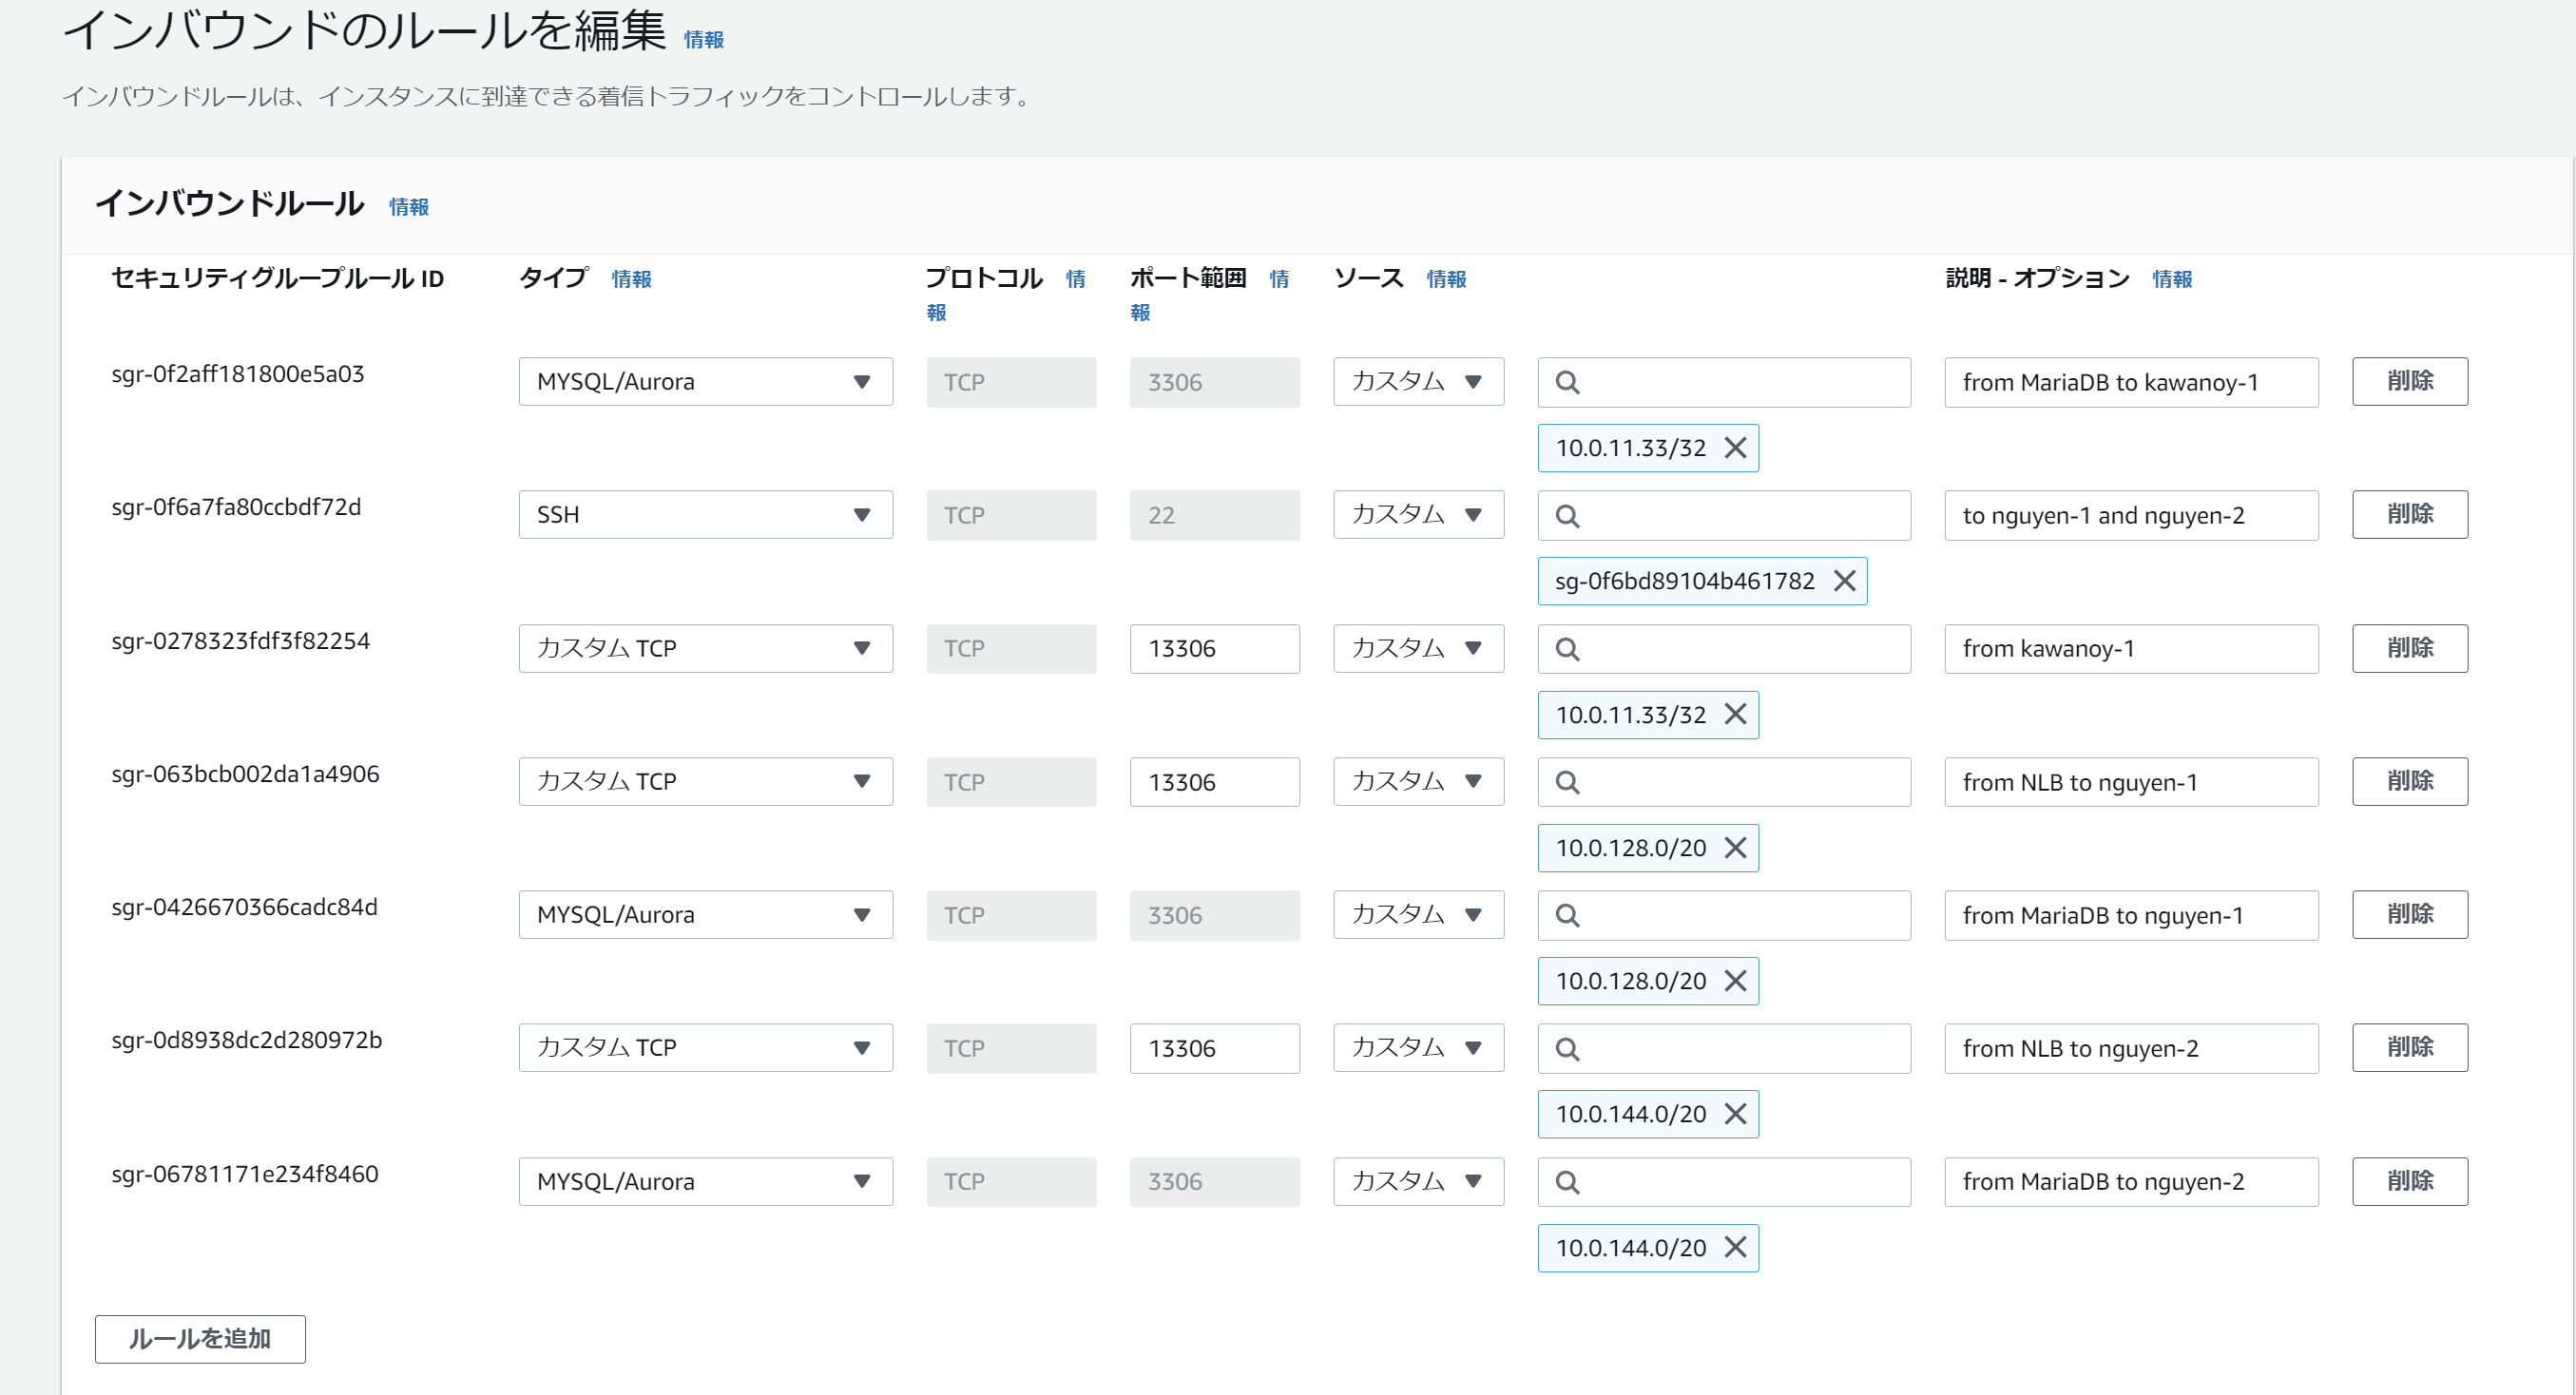 インバウンドのルールを編集 情報
インバウンドルールは、インスタンスに到達できる着信トラフィックをコントロールします。
インバウンドルール 情報
セキュリティグループルール ID タイプ 情報 プロトコル 情報 ポート範囲 情報 ソース 情報 説明 - オプション 情報
sgr-0f2aff181800e5a03 MYSQL/Aurora TCP 3306 カスタム from MariaDB to kawanoy-1 削除
10.0.11.33/32
sgr-0f6a7fa80ccbdf72d SSH TCP 22 カスタム to nguyen-1 and nguyen-2 削除
sg-0f6bd89104b461782
sgr-0278323fdf3f82254 カスタム TCP TCP 13306 カスタム from kawanoy-1 削除
10.0.11.33/32
sgr-063bcb002da1a4906 カスタム TCP TCP 13306 カスタム from NLB to nguyen-1 削除
10.0.128.0/20
sgr-0426670366cadc84d MYSQL/Aurora TCP 3306 カスタム from MariaDB to nguyen-1 削除
10.0.128.0/20
sgr-0d8938dc2d280972b カスタム TCP TCP 13306 カスタム from NLB to nguyen-2 削除
10.0.144.0/20
sgr-06781171e234f8460 MYSQL/Aurora TCP 3306 カスタム from MariaDB to nguyen-2 削除
10.0.144.0/20
ルールを追加